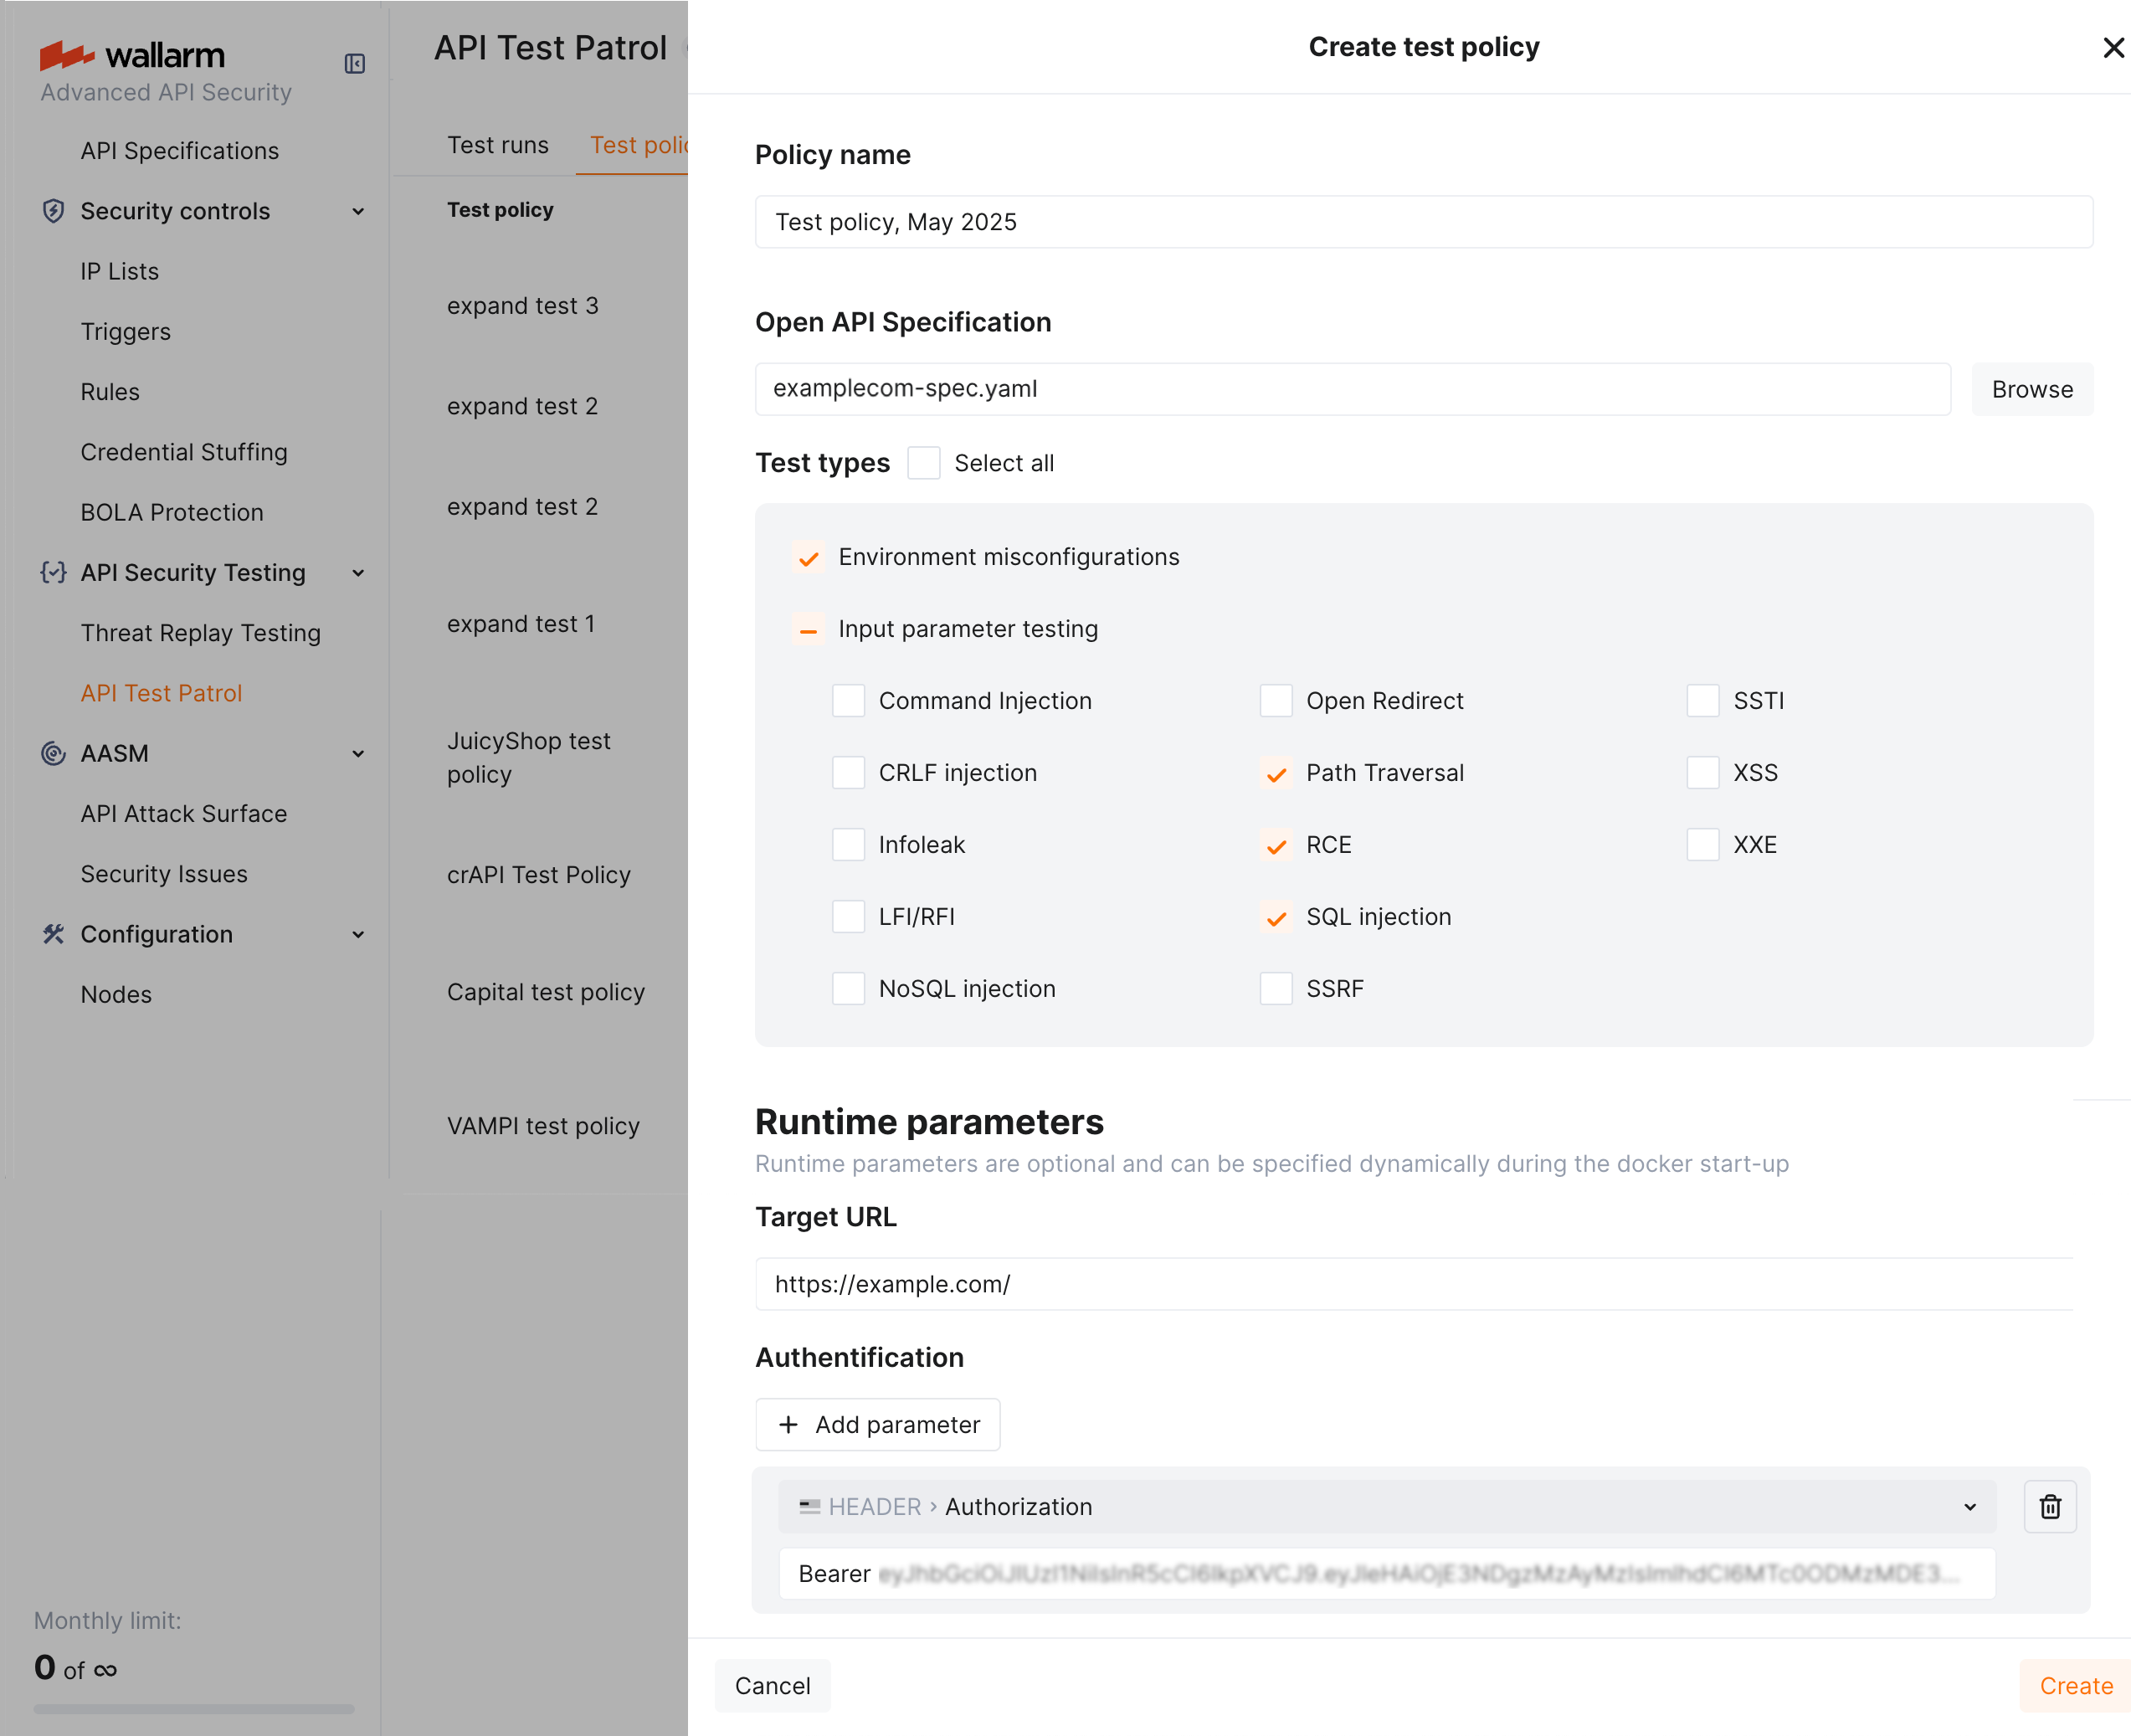 wallarm
Advanced API Security
API Specifications
Security controls
IP Lists
Triggers
Rules
Credential Stuffing
BOLA Protection
API Security Testing
Threat Replay Testing
API Test Patrol
AASM
API Attack Surface
Security Issues
Configuration
Nodes
Monthly limit:
0 of ∞
API Test Patrol
Test runs
Test polic
Test policy
expand test 3
expand test 2
expand test 2
expand test 1
JuicyShop test
policy
crAPI Test Policy
Capital test policy
VAMPI test policy
Create test policy
Policy name
Test policy, May 2025
Open API Specification
examplecom-spec.yaml
Browse
Test types
Select all
Environment misconfigurations
Input parameter testing
Command Injection
Open Redirect
SSTI
CRLF injection
Path Traversal
XSS
Infoleak
RCE
XXE
LFI/RFI
SQL injection
NoSQL injection
SSRF
Runtime parameters
Runtime parameters are optional and can be specified dynamically during the docker start-up
Target URL
https://example.com/
Authentification
+ Add parameter
HEADER › Authorization
Bearer
Cancel
Create